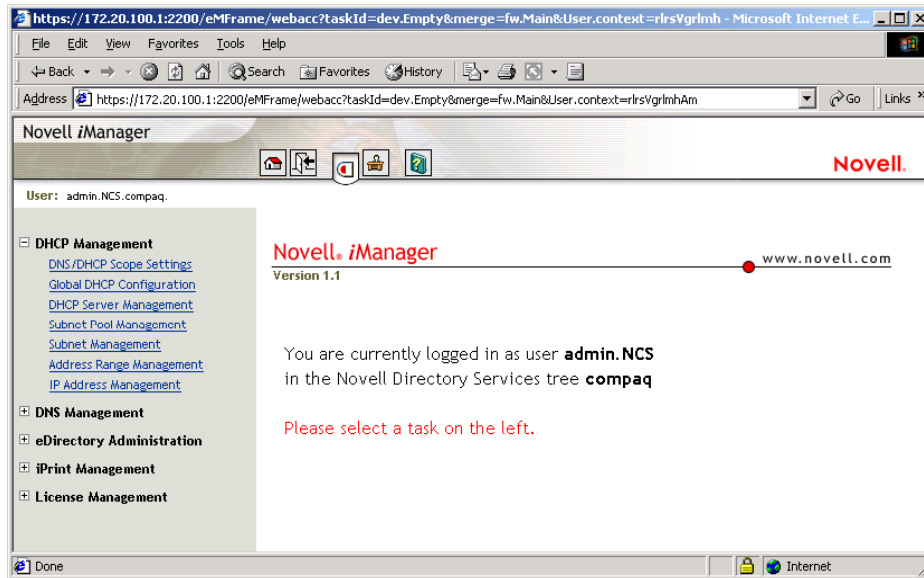 https://172.20.100.1:2200/eMFrame/webacc?taskId=dev.Empty&merge=fw.Main&User.context=rlrsVgrlmh - Microsoft Internet E...
File Edit View Favorites Tools Help
Back Search Favorites History
Address https://172.20.100.1:2200/eMFrame/webacc?taskId=dev.Empty&merge=fw.Main&User.context=rlrsVgrlmhAm Go Links »
Novell iManager
Novell.
User: admin.NCS.compaq.
DHCP Management
DNS/DHCP Scope Settings
Global DHCP Configuration
DHCP Server Management
Subnet Pool Management
Subnet Management
Address Range Management
IP Address Management
DNS Management
eDirectory Administration
iPrint Management
License Management
Novell® iManager
www.novell.com
Version 1.1
You are currently logged in as user admin.NCS
in the Novell Directory Services tree compaq
Please select a task on the left.
Done Internet